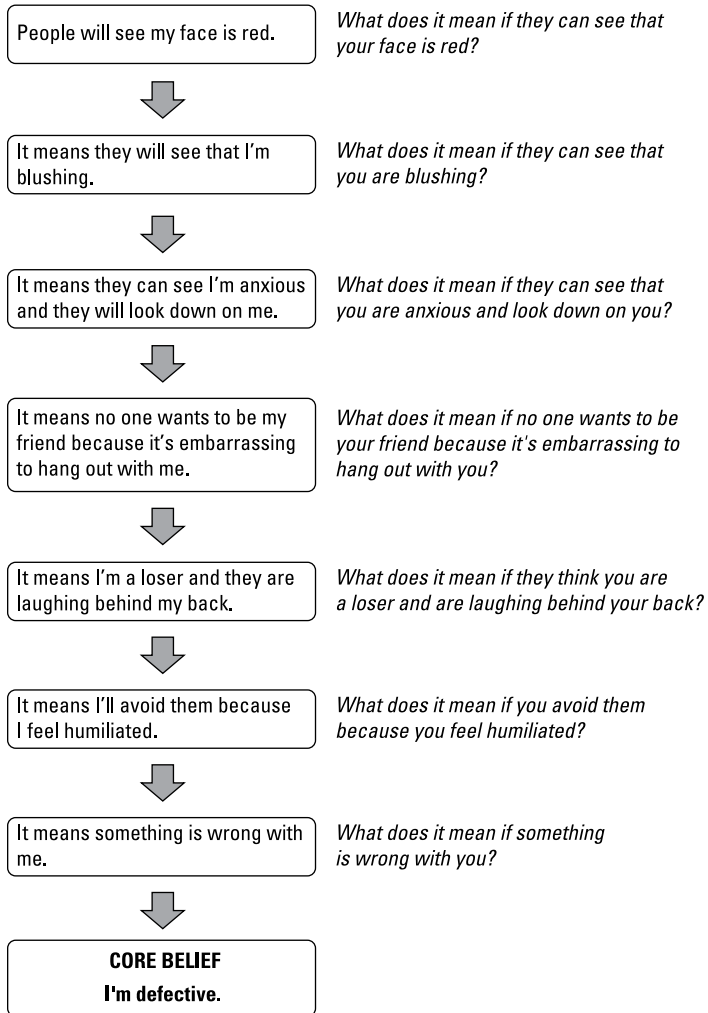 People will see my face is red.
What does it mean if they can see that
your face is red?
It means they will see that I'm
blushing.
What does it mean if they can see that
you are blushing?
It means they can see I'm anxious
and they will look down on me.
What does it mean if they can see that
you are anxious and look down on you?
It means no one wants to be my
friend because it's embarrassing
to hang out with me.
What does it mean if no one wants to be
your friend because it's embarrassing to
hang out with you?
It means I'm a loser and they are
laughing behind my back.
What does it mean if they think you are
a loser and are laughing behind your back?
It means I'll avoid them because
I feel humiliated.
What does it mean if you avoid them
because you feel humiliated?
It means something is wrong with
me.
What does it mean if something
is wrong with you?
CORE BELIEF
I'm defective.